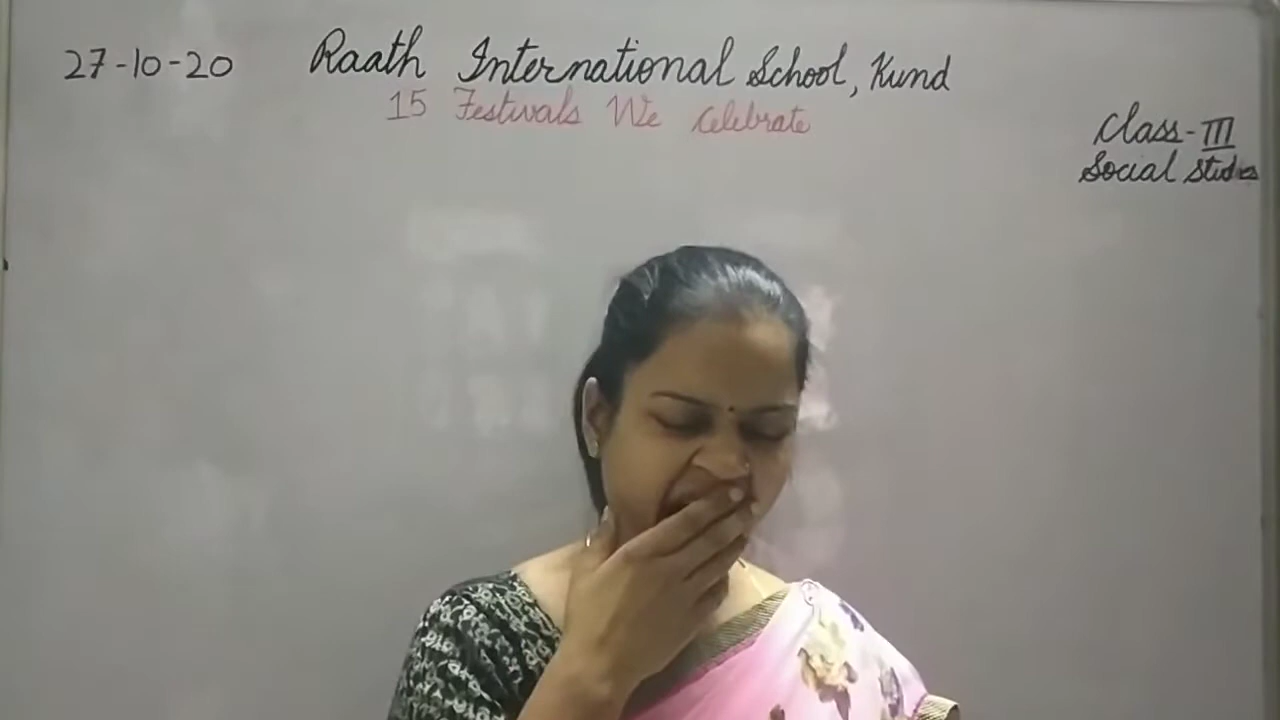 27-10-20 Raath International School, Kund
15 Festivals We Celebrate
Class-III
Social Studies